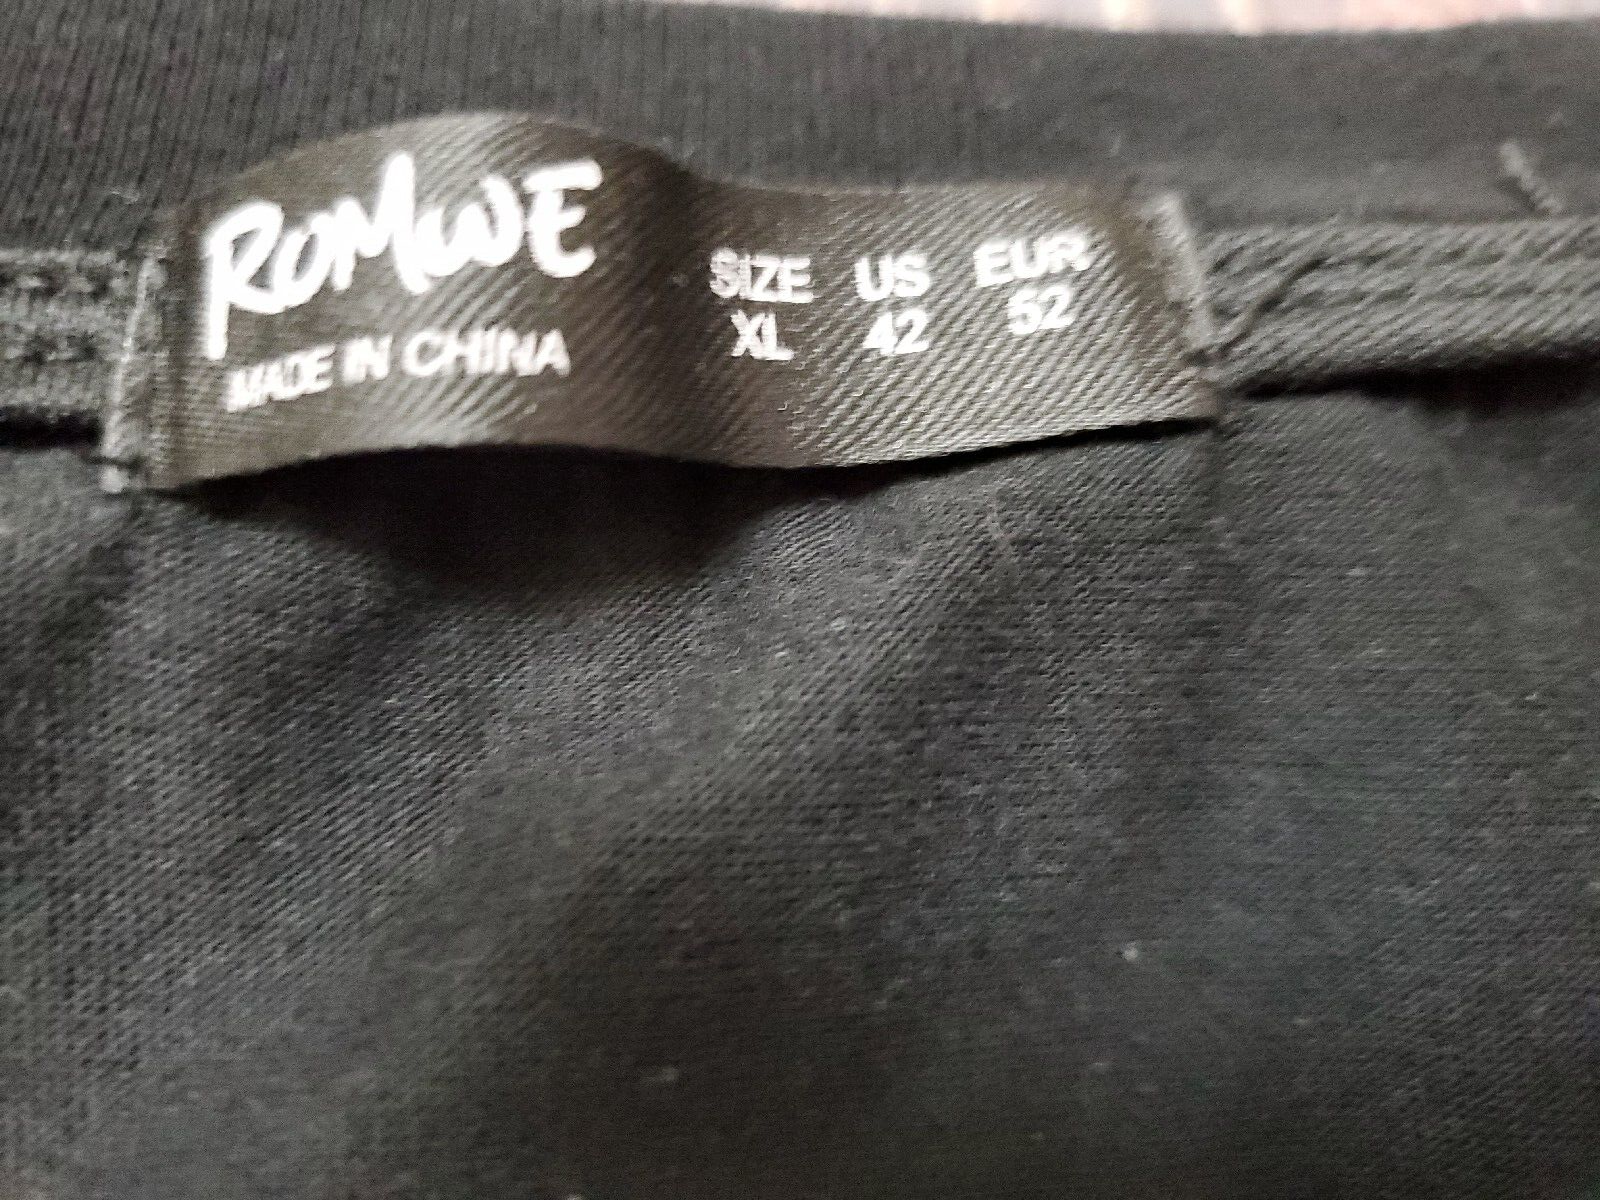 ROMWE
MADE IN CHINA
SIZE US EUR
XL 42 52